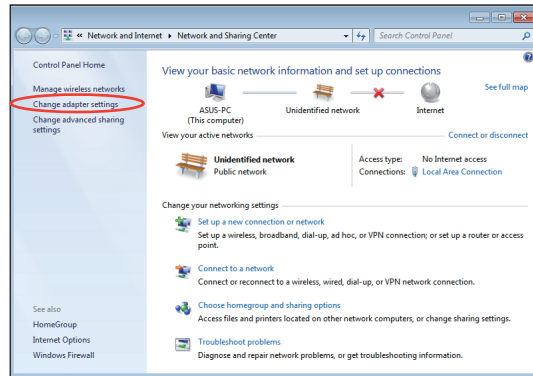 « Network and Internet ▸ Network and Sharing Center
Search Control Panel
Control Panel Home
Manage wireless networks
Change adapter settings
Change advanced sharing
settings
See also
HomeGroup
Internet Options
Windows Firewall
View your basic network information and set up connections
See full map
ASUS-PC
(This computer)
Unidentified network
Internet
View your active networks
Connect or disconnect
Unidentified network
Public network
Access type: No Internet access
Connections: Local Area Connection
Change your networking settings
Set up a new connection or network
Set up a wireless, broadband, dial-up, ad hoc, or VPN connection; or set up a router or access
point.
Connect to a network
Connect or reconnect to a wireless, wired, dial-up, or VPN network connection.
Choose homegroup and sharing options
Access files and printers located on other network computers, or change sharing settings.
Troubleshoot problems
Diagnose and repair network problems, or get troubleshooting information.